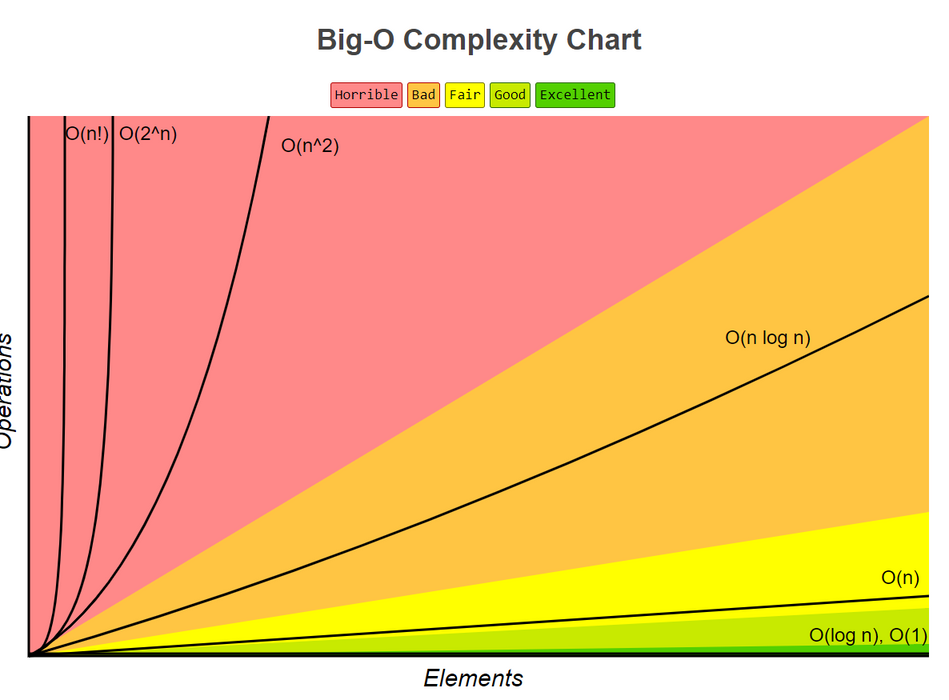 Big-O Complexity Chart
Horrible Bad Fair Good Excellent
O(n!) O(2^n)
O(n^2)
O(n log n)
Operations
O(n)
O(log n), O(1)
Elements